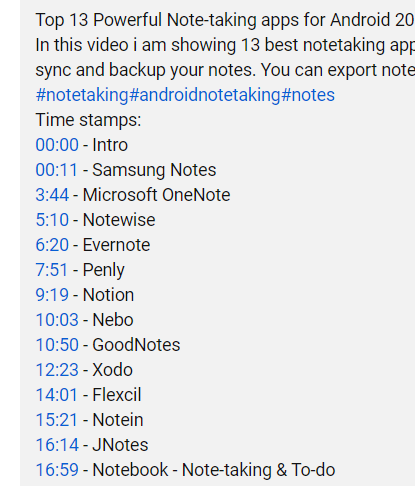 Top 13 Powerful Note-taking apps for Android 20
In this video i am showing 13 best notetaking app
sync and backup your notes. You can export note
#notetaking#androidnotetaking#notes
Time stamps:
00:00 - Intro
00:11 - Samsung Notes
3:44 - Microsoft OneNote
5:10 - Notewise
6:20 - Evernote
7:51 - Penly
9:19 - Notion
10:03 - Nebo
10:50 - GoodNotes
12:23 - Xodo
14:01 - Flexcil
15:21 - Notein
16:14 - JNotes
16:59 - Notebook - Note-taking & To-do